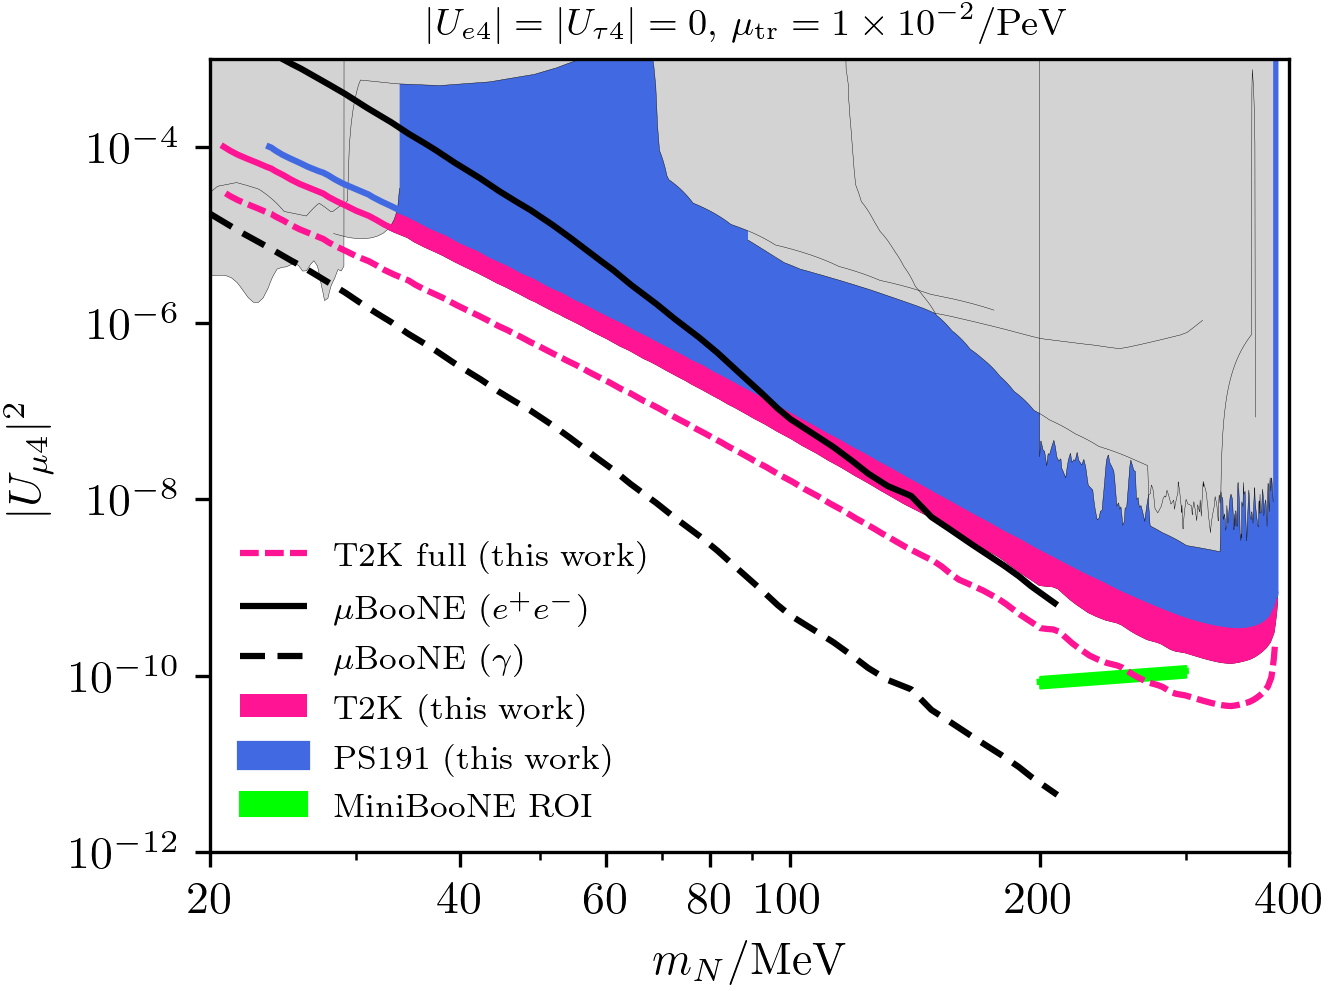 |U_{e4}| = |U_{τ4}| = 0, μ_{tr} = 1 × 10^{−2}/PeV
10^{−4}
10^{−6}
10^{−8}
10^{−10}
10^{−12}
|U_{μ4}|^2
T2K full (this work)
μBooNE (e^+e^−)
μBooNE (γ)
T2K (this work)
PS191 (this work)
MiniBooNE ROI
20 40 60 80 100 200 400
m_N/MeV